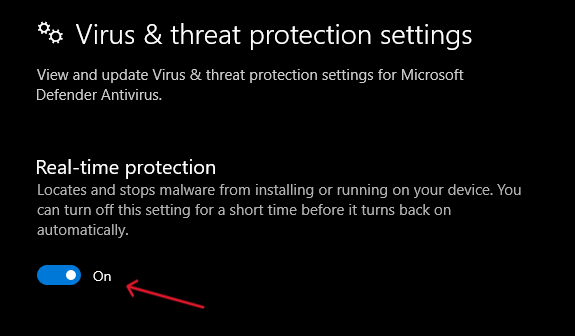 Virus & threat protection settings
View and update Virus & threat protection settings for Microsoft
Defender Antivirus.
Real-time protection
Locates and stops malware from installing or running on your device. You
can turn off this setting for a short time before it turns back on
automatically.
On